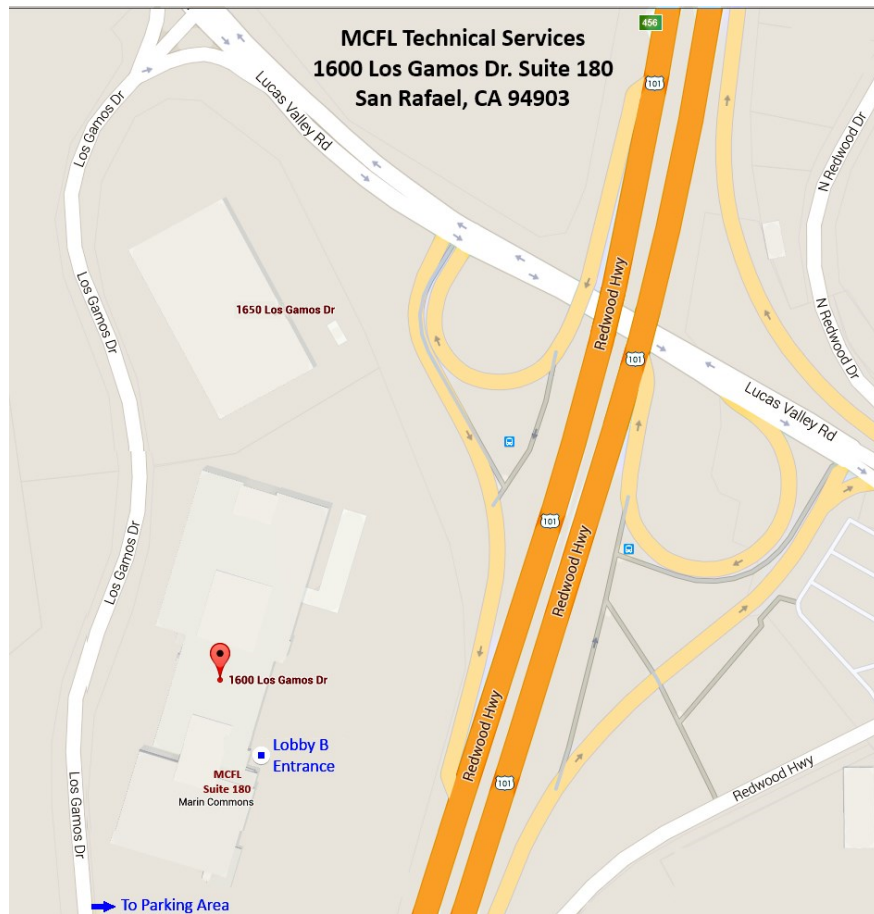 456
MCFL Technical Services
1600 Los Gamos Dr. Suite 180
San Rafael, CA 94903
101
Los Gamos Dr
Lucas Valley Rd
N Redwood Dr
Redwood Hwy
1650 Los Gamos Dr
Los Gamos Dr
N Redwood Dr
101
Lucas Valley Rd
101
Los Gamos Dr
Redwood Hwy
1600 Los Gamos Dr
Lobby B
Entrance
Redwood Hwy
MCFL
Suite 180
Marin Commons
101
Redwood Hwy
Los Gamos Dr
To Parking Area